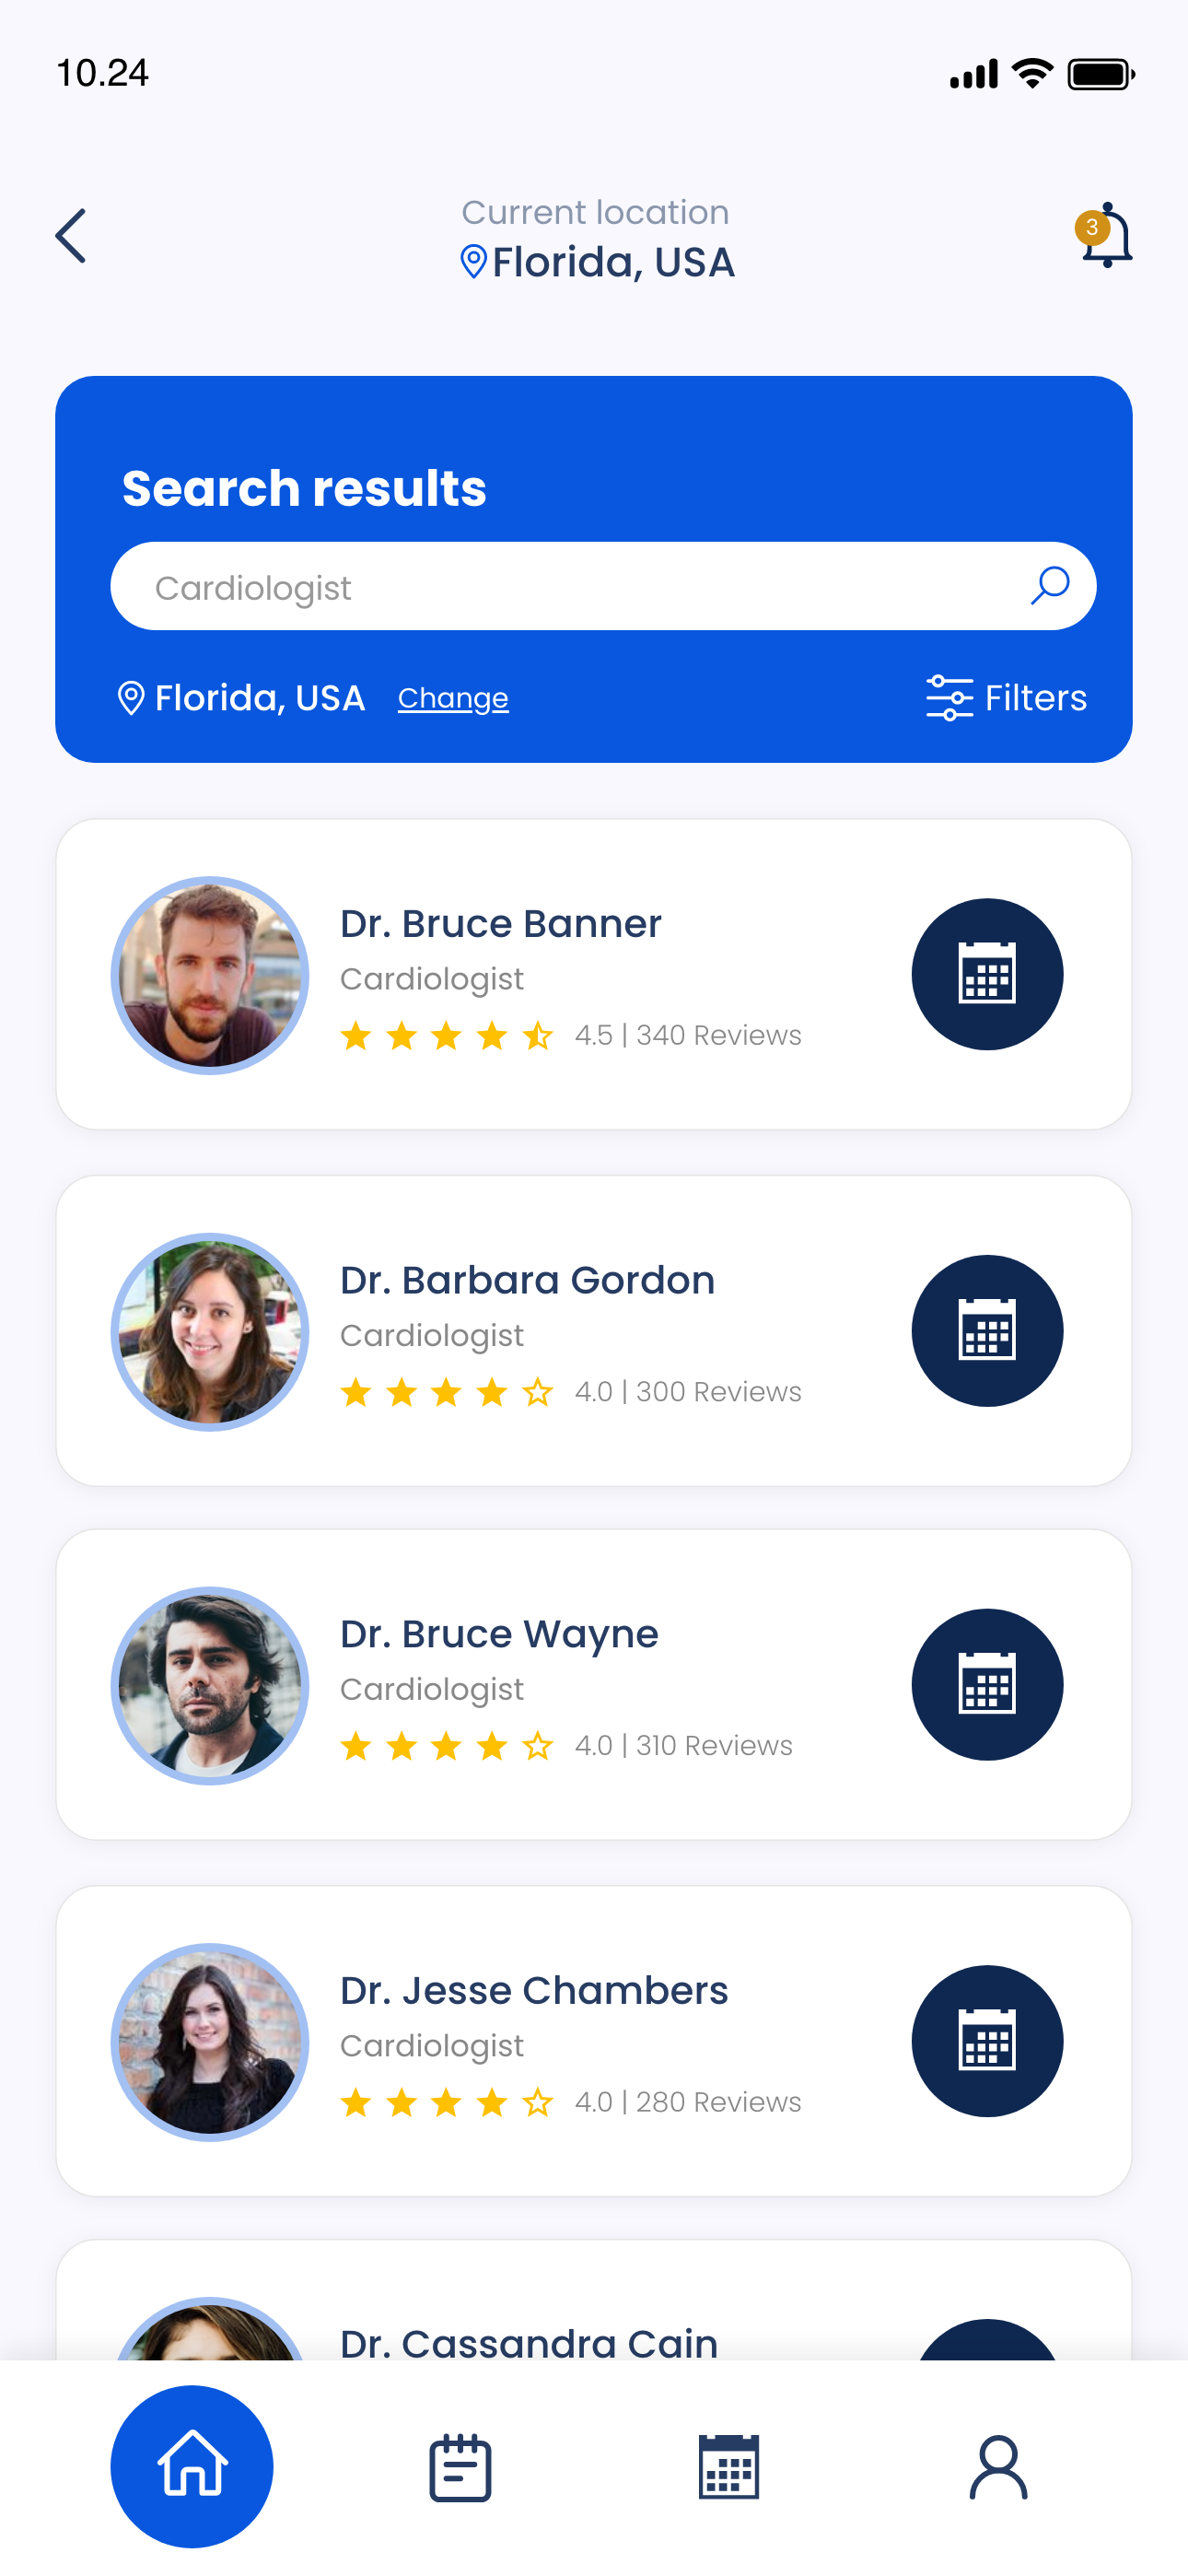 10.24
Current location
Florida, USA
3
Search results
Cardiologist
Florida, USA Change Filters
Dr. Bruce Banner
Cardiologist
4.5 | 340 Reviews
Dr. Barbara Gordon
Cardiologist
4.0 | 300 Reviews
Dr. Bruce Wayne
Cardiologist
4.0 | 310 Reviews
Dr. Jesse Chambers
Cardiologist
4.0 | 280 Reviews
Dr. Cassandra Cain